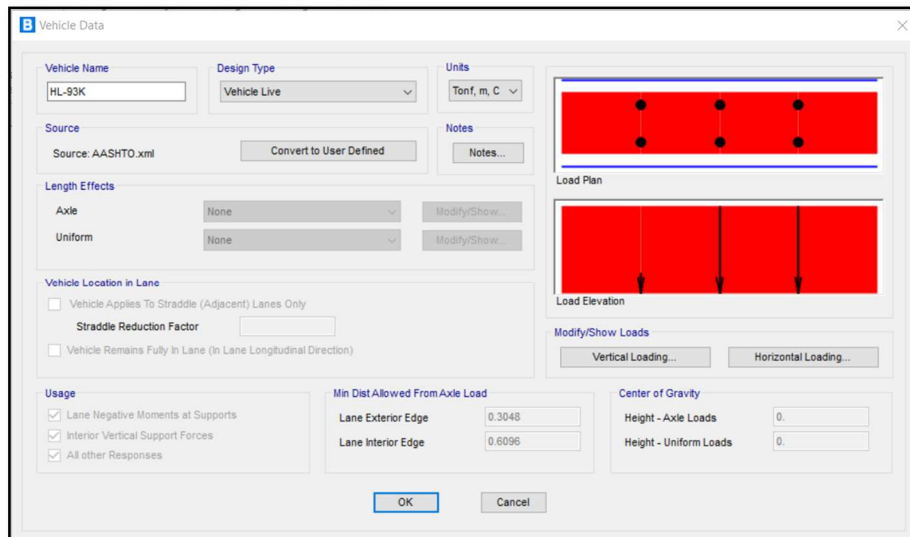 B Vehicle Data
Vehicle Name
HL-93K
Design Type
Vehicle Live
Units
Tonf, m, C
Source
Source: AASHTO.xml
Convert to User Defined
Notes
Notes...
Load Plan
Length Effects
Axle
None
Modify/Show...
Uniform
None
Modify/Show...
Load Elevation
Vehicle Location in Lane
Vehicle Applies To Straddle (Adjacent) Lanes Only
Straddle Reduction Factor
Vehicle Remains Fully In Lane (In Lane Longitudinal Direction)
Modify/Show Loads
Vertical Loading...
Horizontal Loading...
Usage
Lane Negative Moments at Supports
Interior Vertical Support Forces
All other Responses
Min Dist Allowed From Axle Load
Lane Exterior Edge
0.3048
Lane Interior Edge
0.6096
Center of Gravity
Height - Axle Loads
0.
Height - Uniform Loads
0.
OK
Cancel